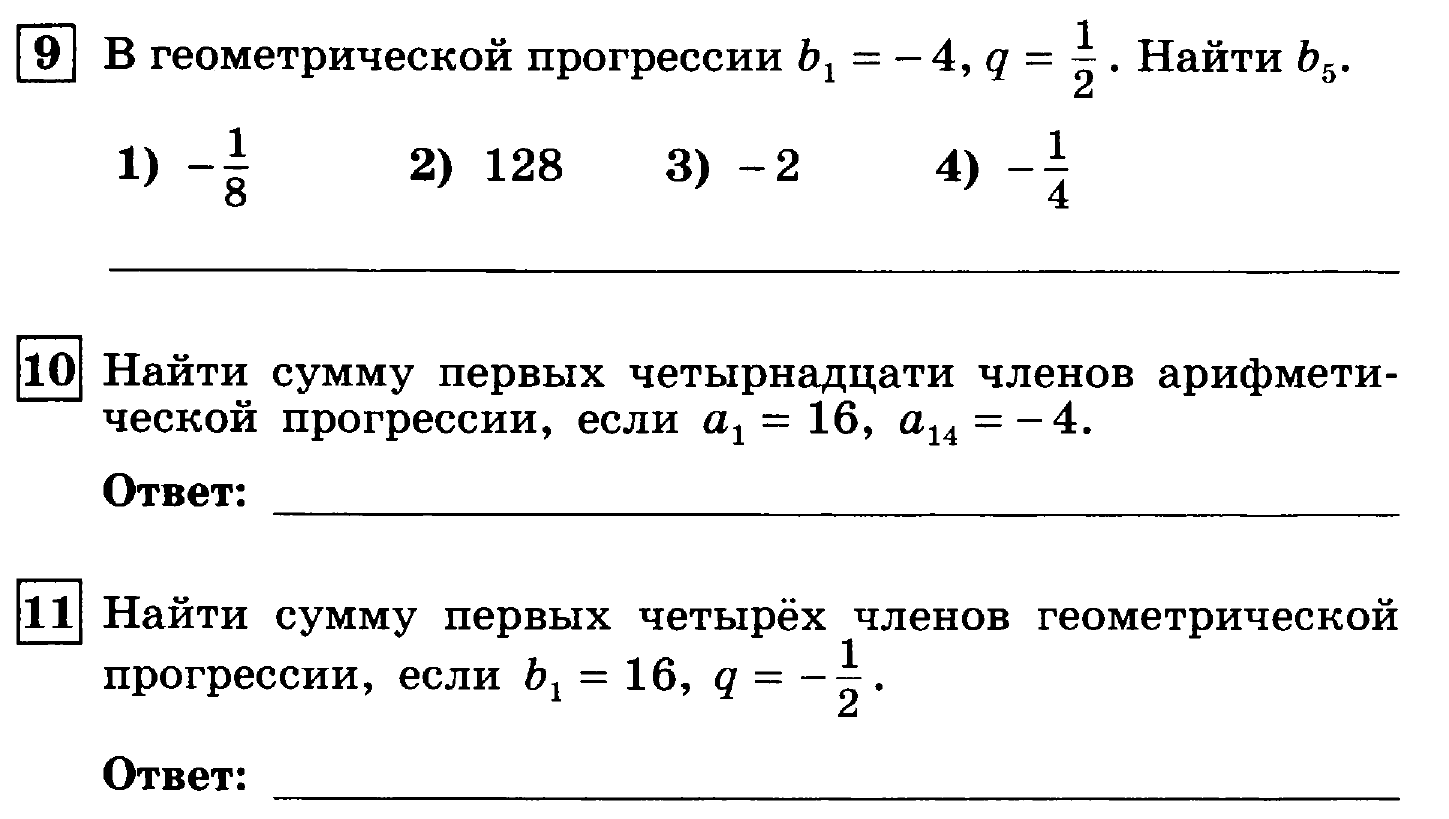 9 В геометрической прогрессии b₁ = – 4, q = 1/2. Найти b₅.
1) –1/8 2) 128 3) – 2 4) –1/4
10 Найти сумму первых четырнадцати членов арифмети-
ческой прогрессии, если a₁ = 16, a₁₄ = – 4.
Ответ:
11 Найти сумму первых четырёх членов геометрической
прогрессии, если b₁ = 16, q = –1/2.
Ответ: